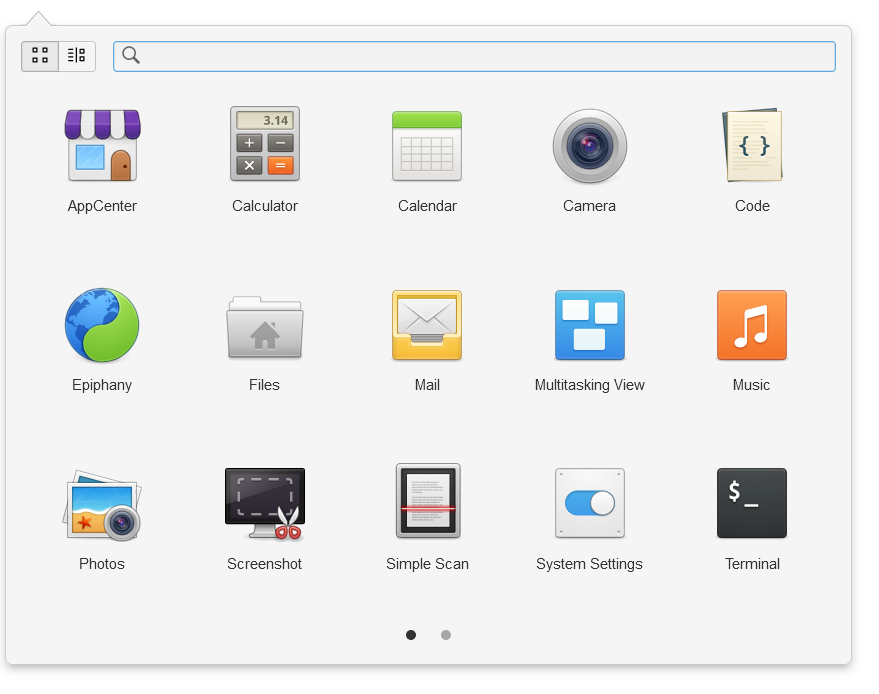 3.14
AppCenter
Calculator
Calendar
Camera
Code
Epiphany
Files
Mail
Multitasking View
Music
$_
Photos
Screenshot
Simple Scan
System Settings
Terminal